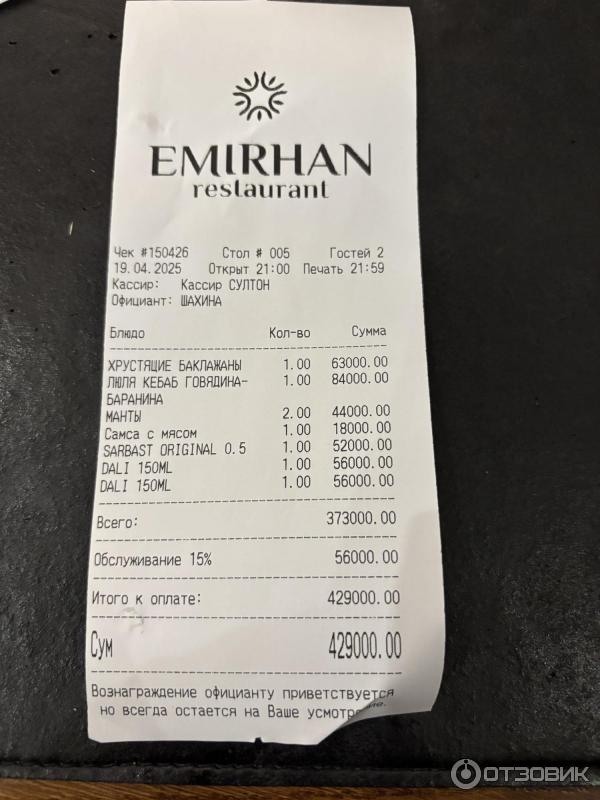 EMIRHAN
restaurant
Чек #150426 Стол # 005 Гостей 2
19.04.2025 Открыт 21:00 Печать 21:59
Кассир: Кассир СУЛТОН
Официант: ШАХИНА
Блюдо Кол-во Сумма
ХРУСТЯЩИЕ БАКЛАЖАНЫ 1.00 63000.00
ЛЮЛЯ КЕБАБ ГОВЯДИНА- 1.00 84000.00
БАРАНИНА
МАНТЫ 2.00 44000.00
Самса с мясом 1.00 18000.00
SARBAST ORIGINAL 0.5 1.00 52000.00
DALI 150ML 1.00 56000.00
DALI 150ML 1.00 56000.00
Всего: 373000.00
Обслуживание 15% 56000.00
Итого к оплате: 429000.00
Сум 429000.00
Вознаграждение официанту приветствуется
но всегда остается на Ваше
ОТЗОВИК